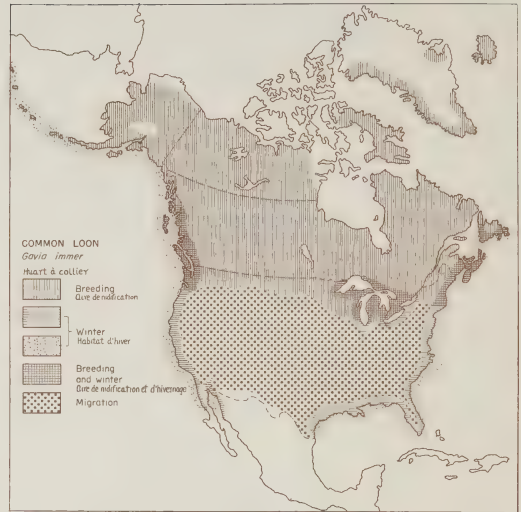 COMMON LOON
Gavia immer
Huart à collier
Breeding
Aire de nidification
Winter
Habitat d'hiver
Breeding
and winter
Aire de nidification et d'hivernage
Migration